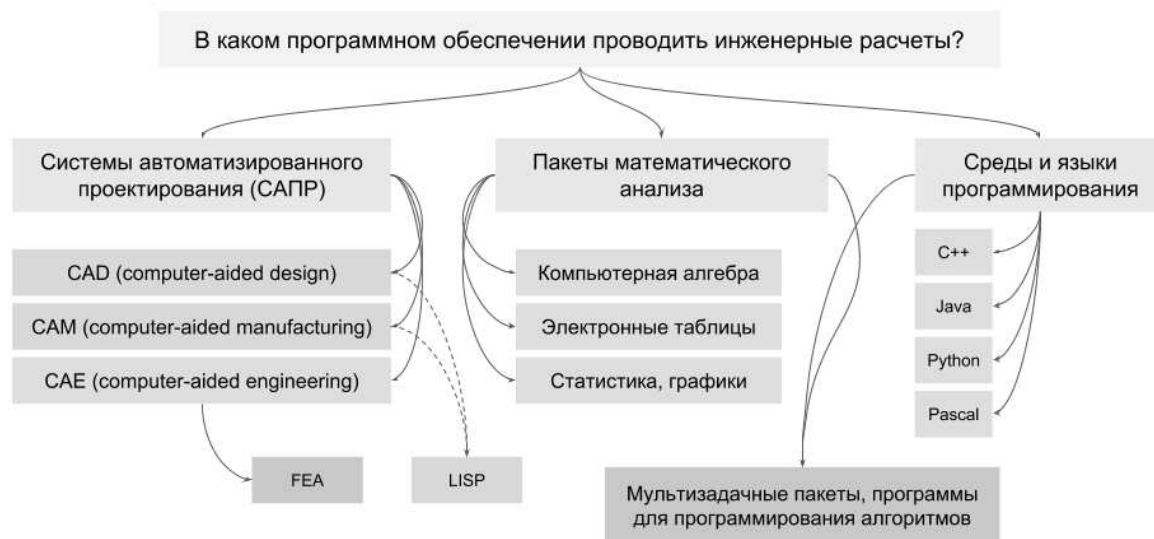 В каком программном обеспечении проводить инженерные расчеты?
Системы автоматизированного
проектирования (САПР)
Пакеты математического
анализа
Среды и языки
программирования
CAD (computer-aided design)
CAM (computer-aided manufacturing)
CAE (computer-aided engineering)
Компьютерная алгебра
Электронные таблицы
Статистика, графики
C++
Java
Python
Pascal
FEA
LISP
Мультизадачные пакеты, программы
для программирования алгоритмов